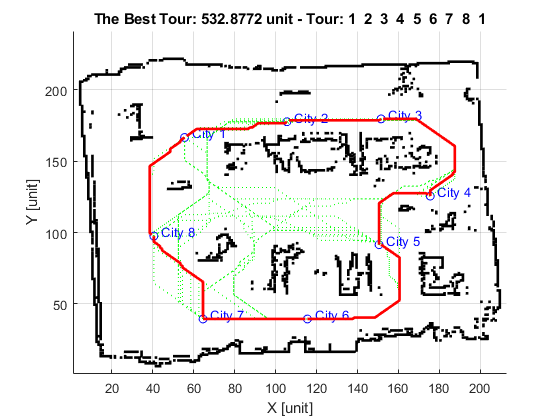 The Best Tour: 532.8772 unit - Tour: 1 2 3 4 5 6 7 8 1
200
150
100
50
Y [unit]
City 1
City 2
City 3
City 4
City 8
City 5
City 7
City 6
20 40 60 80 100 120 140 160 180 200
X [unit]